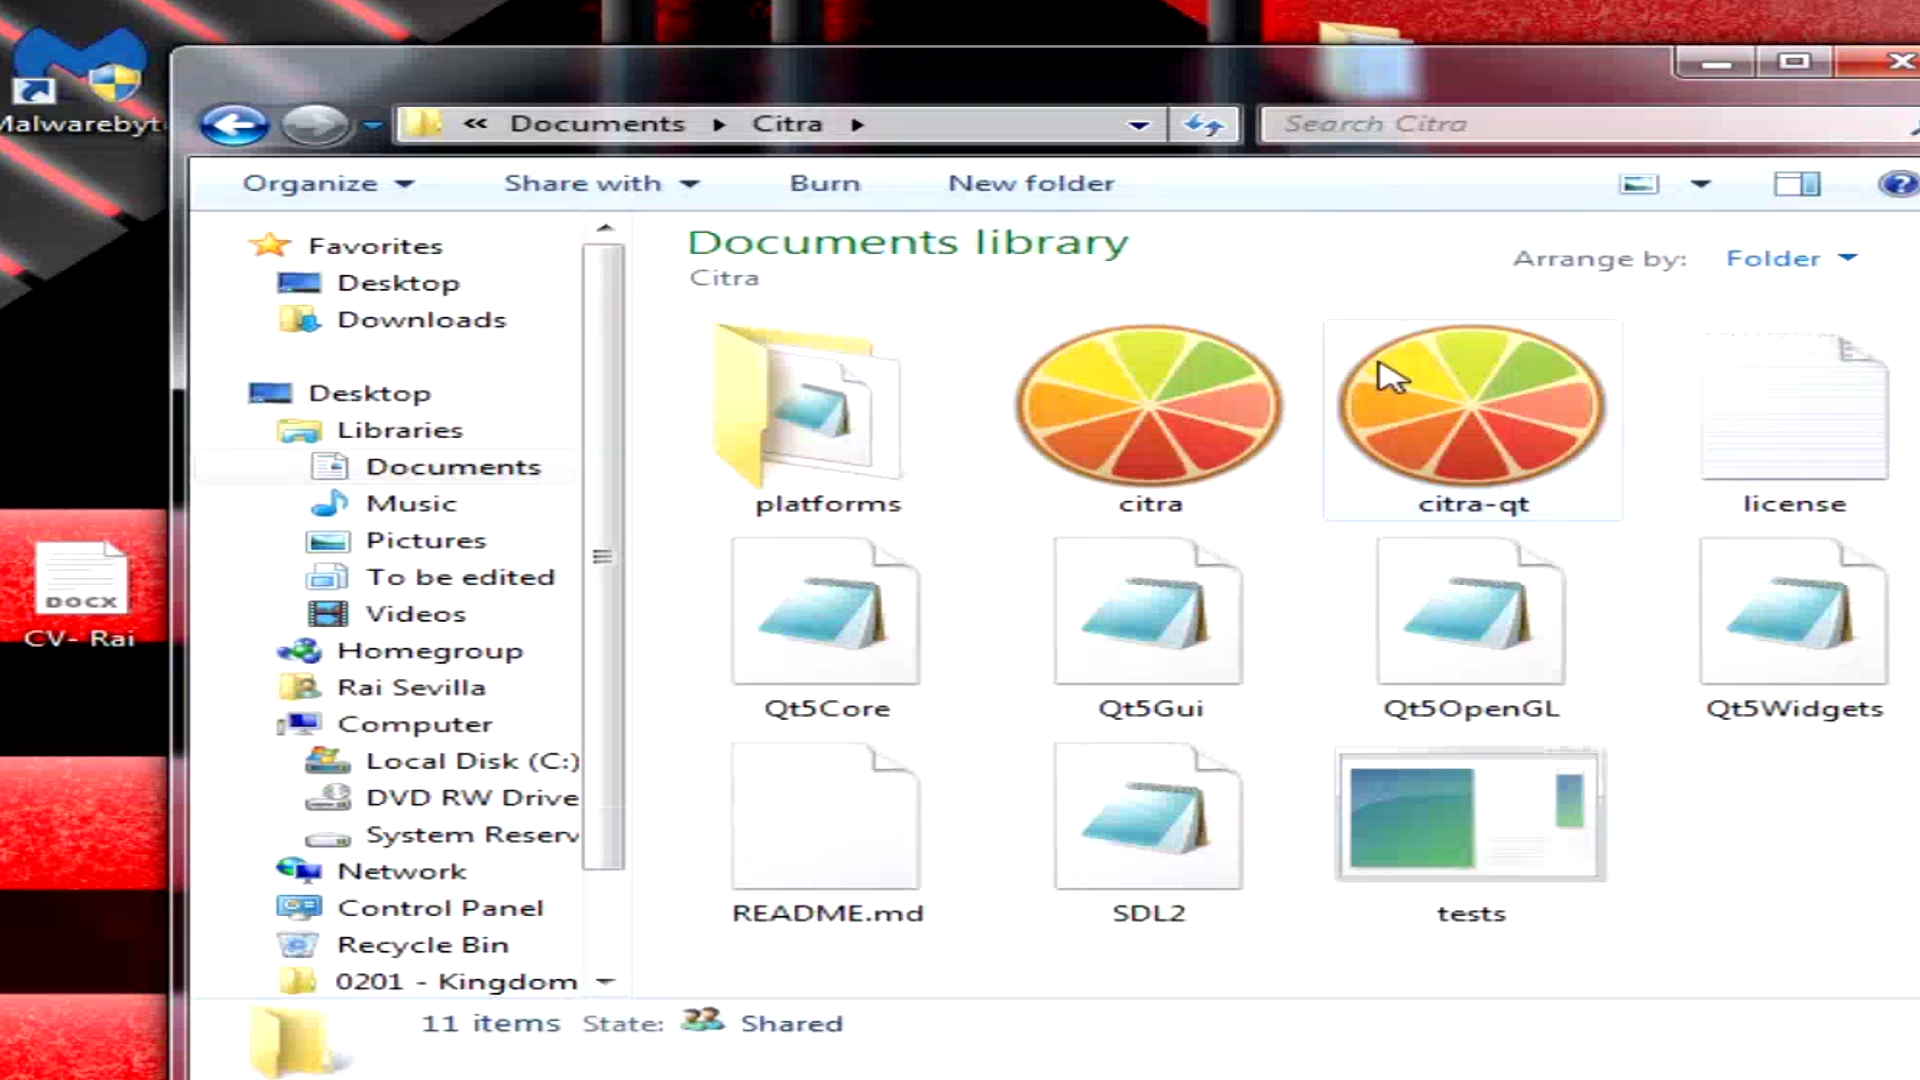 Malwarebyt
« Documents Citra
Search Citra
Organize
Share with
Burn
New folder
Documents library
Citra
Arrange by: Folder
Favorites
Desktop
Downloads
Desktop
Libraries
Documents
Music
Pictures
To be edited
Videos
Homegroup
Rai Sevilla
Computer
Local Disk (C:)
DVD RW Drive
System Reserv
Network
Control Panel
Recycle Bin
0201 - Kingdom
platforms
citra
citra-qt
license
Qt5Core
Qt5Gui
Qt5OpenGL
Qt5Widgets
README.md
SDL2
tests
DOCX
CV- Rai
11 items State: Shared